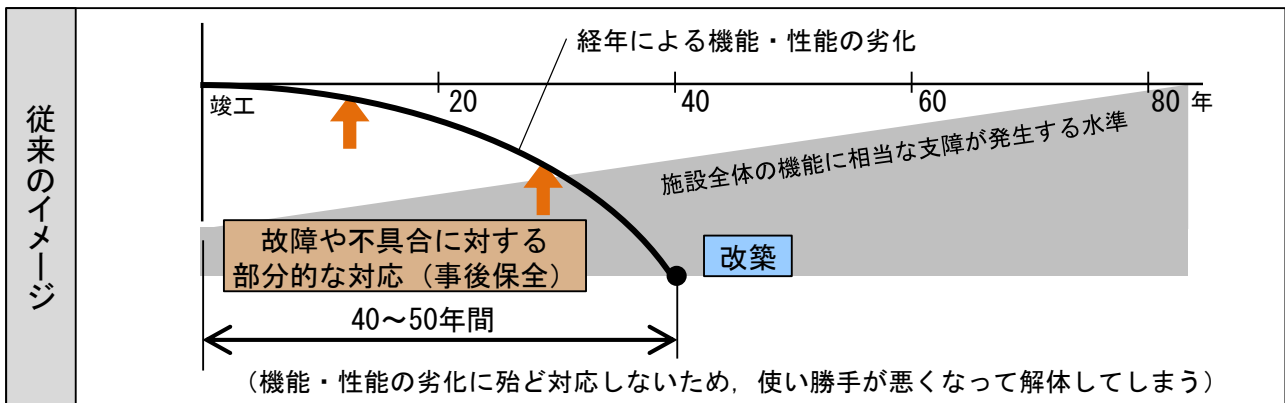 従来のイメージ
経年による機能・性能の劣化
竣工
20
40
60
80 年
施設全体の機能に相当な支障が発生する水準
故障や不具合に対する
部分的な対応（事後保全）
改築
40～50年間
（機能・性能の劣化に殆ど対応しないため，使い勝手が悪くなって解体してしまう）